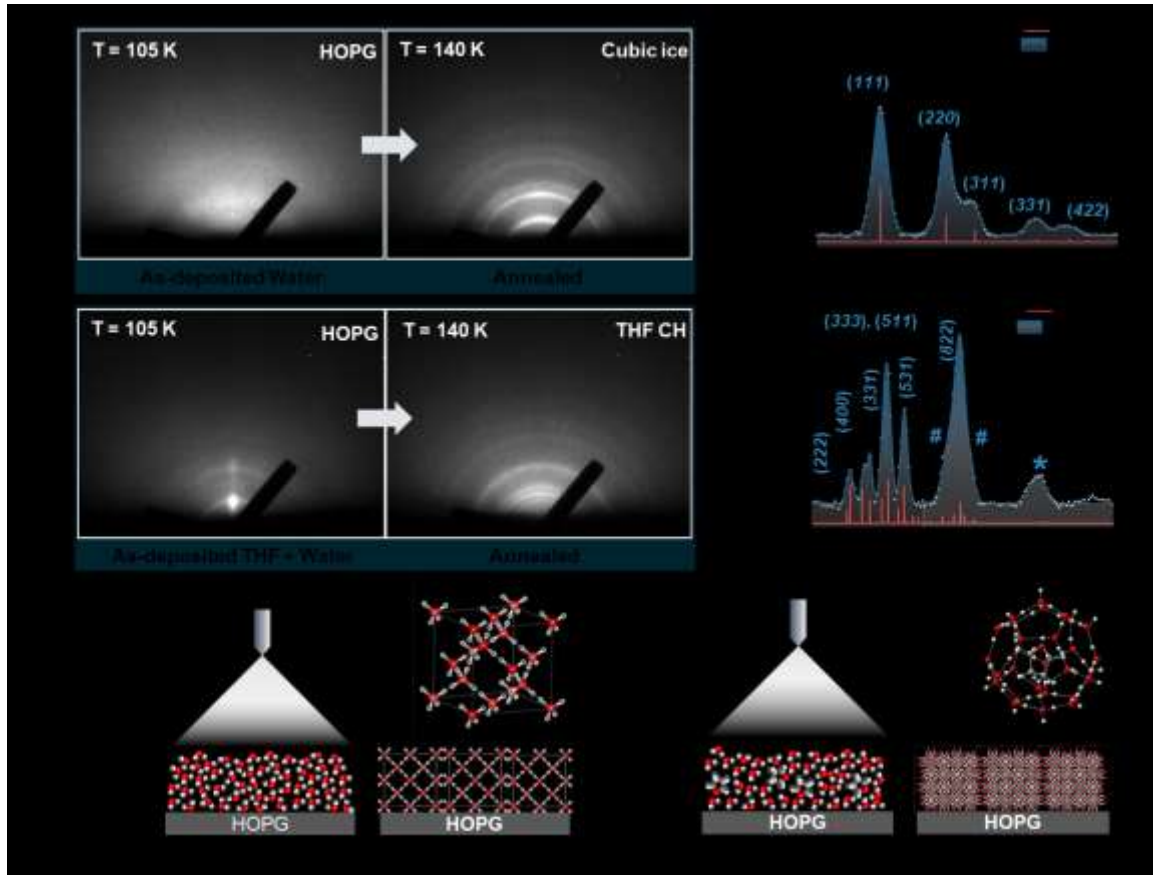 T = 105 K
HOPG
T = 140 K
Cubic ice
As-deposited Water
Annealed
(111)
(220)
(311)
(331)
(422)
T = 105 K
HOPG
T = 140 K
THF CH
As-deposited THF + Water
Annealed
(333), (511)
(222)
(400)
(331)
(531)
(822)
#
#
*
HOPG
HOPG
HOPG
HOPG